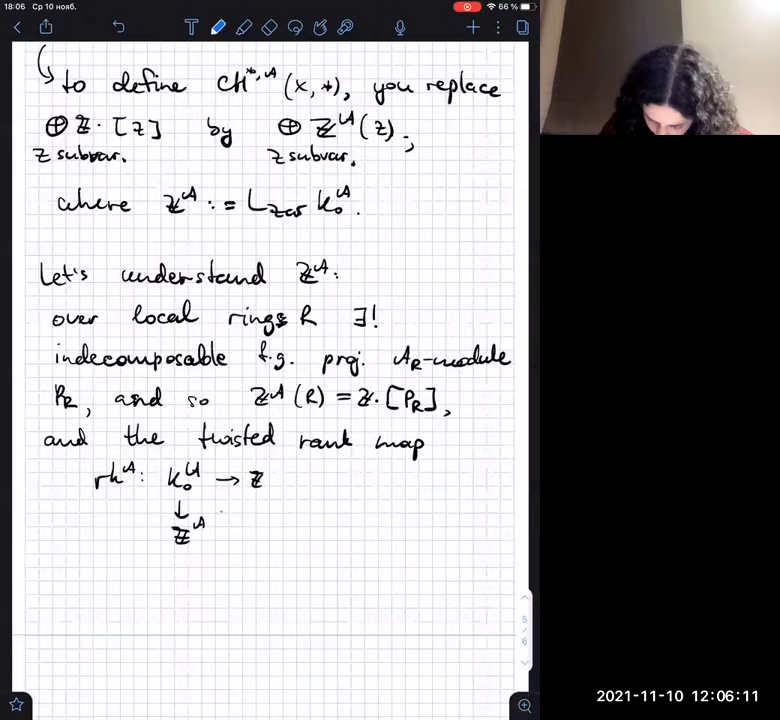 18:06 Ср 10 нояб.
66 %
to define CH^{*,A}(X,*), you replace
⊕ ℤ·[z] by ⊕ ℤ^A(z),
z subvar. z subvar.
where ℤ^A := L_{Zar} K_0^A.
Let's understand ℤ^A:
over local rings R ∃!
indecomposable f.g. proj. A_R-module
P_R, and so ℤ^A(R) = ℤ·[P_R],
and the twisted rank map
rk^A: K_0^A → ℤ
↓
ℤ^A
5
6
2021-11-10 12:06:11